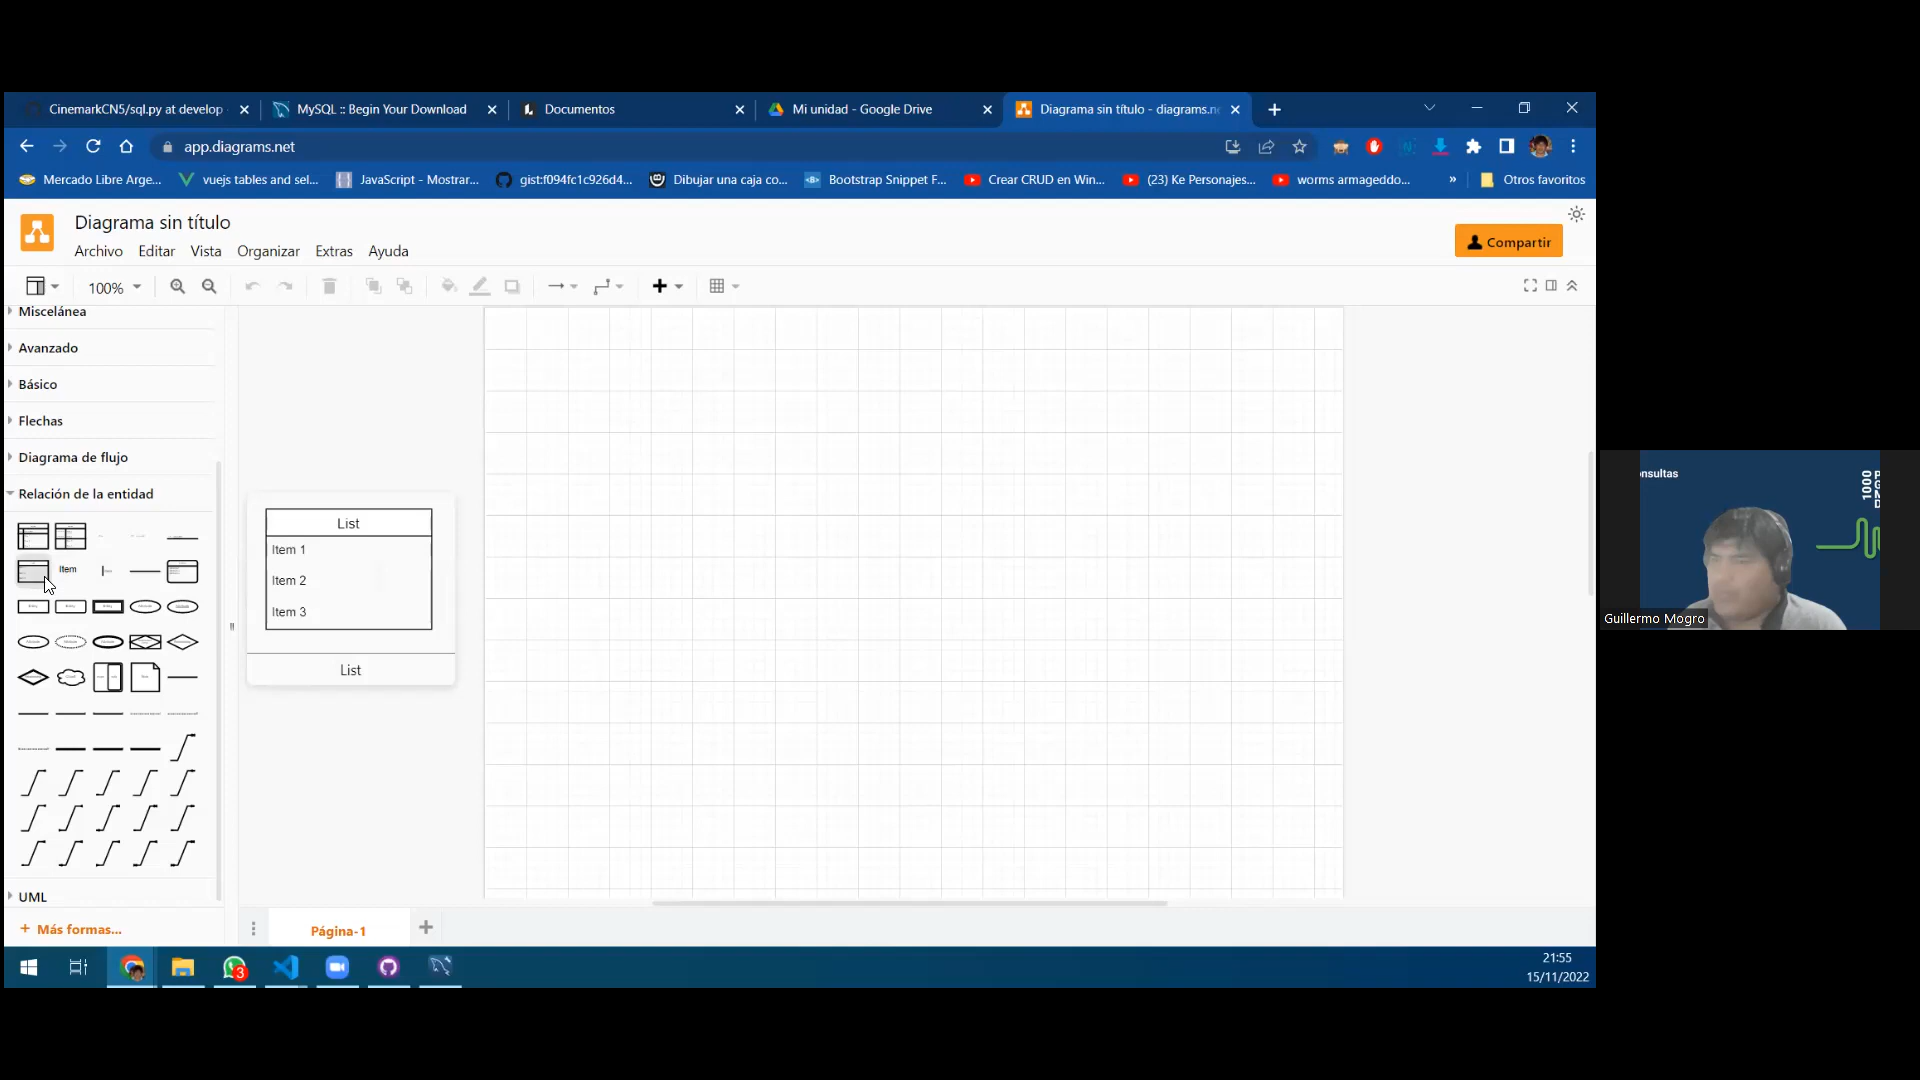 CinemarkCN5/sql.py at develop
MySQL :: Begin Your Download
Documentos
Mi unidad - Google Drive
Diagrama sin título - diagrams.ne
app.diagrams.net
Mercado Libre Arge...
vuejs tables and sel...
JavaScript - Mostrar...
gist:f094fc1c926d4...
Dibujar una caja co...
Bootstrap Snippet F...
Crear CRUD en Win...
(23) Ke Personajes...
worms armageddo...
»
Otros favoritos
Diagrama sin título
Archivo Editar Vista Organizar Extras Ayuda
Compartir
100%
Miscelánea
Avanzado
Básico
Flechas
Diagrama de flujo
Relación de la entidad
Item
List
Item 1
Item 2
Item 3
List
UML
+ Más formas...
Página-1
3
21:55
15/11/2022
onsultas
1000
Guillermo Mogro